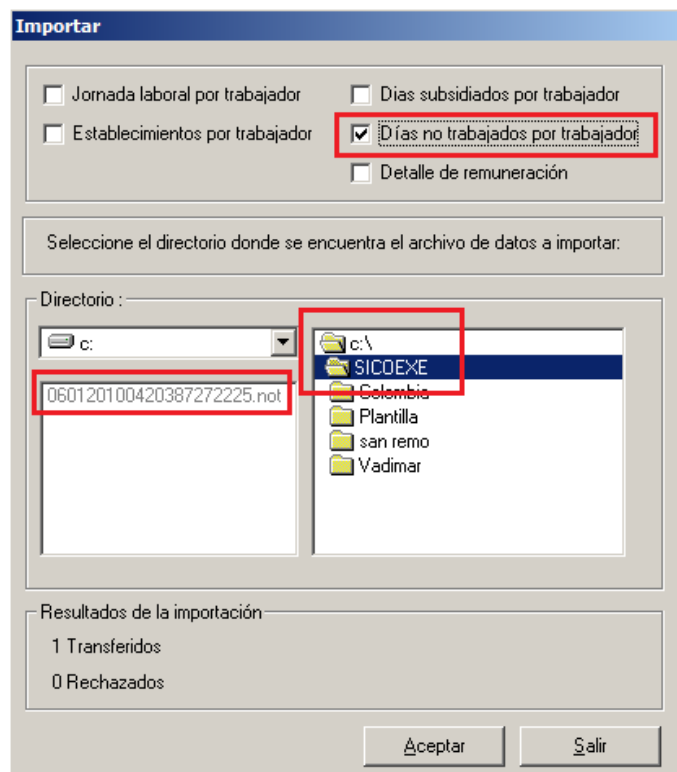 Importar
Jornada laboral por trabajador
Dias subsidiados por trabajador
Establecimientos por trabajador
Días no trabajados por trabajador
Detalle de remuneración
Seleccione el directorio donde se encuentra el archivo de datos a importar:
Directorio :
c:
c:\
SICOEXE
060120100420387272225.not
Colombia
Plantilla
san remo
Vadimar
Resultados de la importación
1 Transferidos
0 Rechazados
Aceptar
Salir